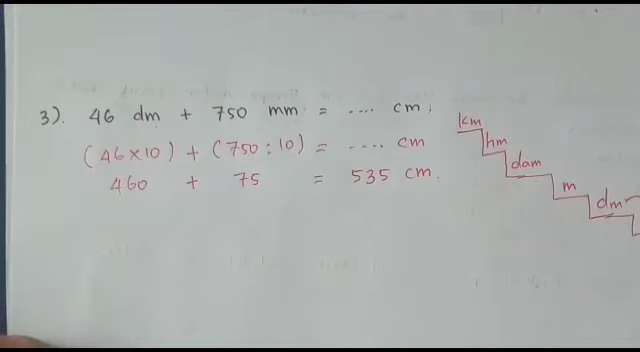 3). 46 dm + 750 mm = .... cm.
(46 x 10) + (750 : 10) = .... cm
460 + 75 = 535 cm.
km
hm
dam
m
dm